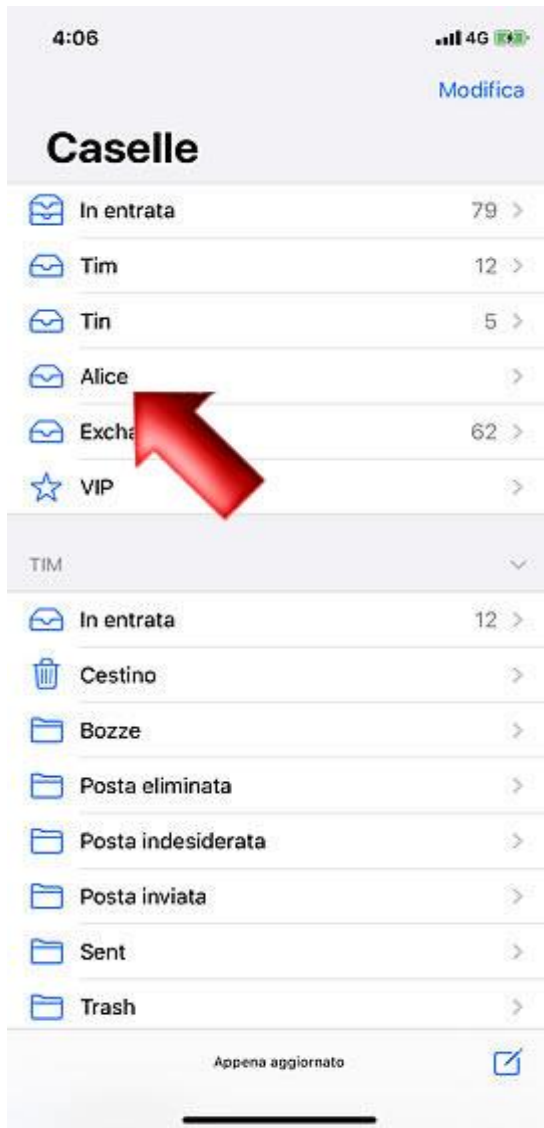 4:06 4G
Modifica
Caselle
In entrata 79
Tim 12
Tin 5
Alice
Excha 62
VIP
TIM
In entrata 12
Cestino
Bozze
Posta eliminata
Posta indesiderata
Posta inviata
Sent
Trash
Appena aggiornato